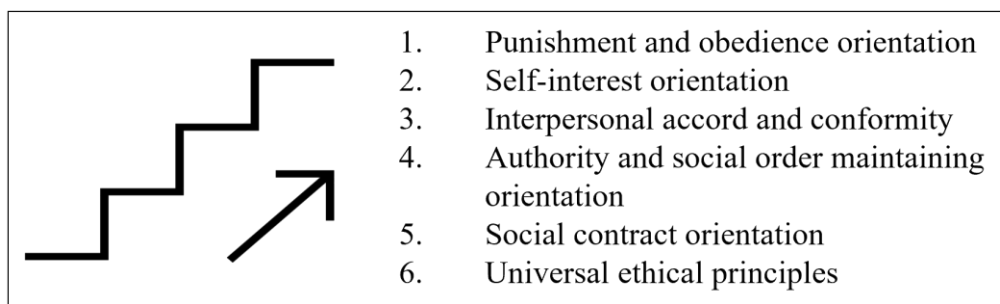 1. Punishment and obedience orientation
2. Self-interest orientation
3. Interpersonal accord and conformity
4. Authority and social order maintaining
orientation
5. Social contract orientation
6. Universal ethical principles